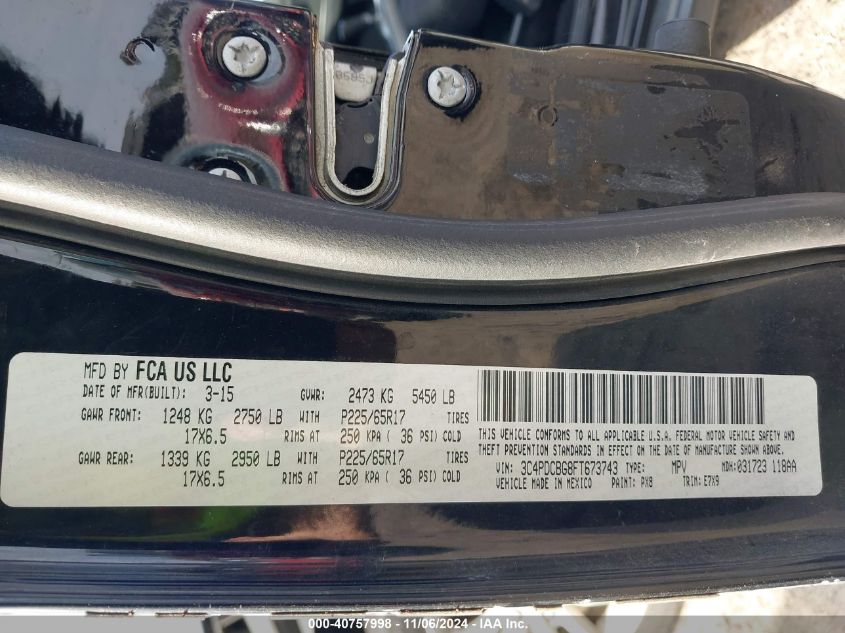 MFD BY FCA US LLC
DATE OF MFR(BUILT): 3-15 GVWR: 2473 KG 5450 LB
GAWR FRONT: 1248 KG 2750 LB WITH P225/65R17 TIRES
17X6.5 RIMS AT 250 KPA ( 36 PSI) COLD
GAWR REAR: 1339 KG 2950 LB WITH P225/65R17 TIRES
17X6.5 RIMS AT 250 KPA ( 36 PSI) COLD
THIS VEHICLE CONFORMS TO ALL APPLICABLE U.S.A. FEDERAL MOTOR VEHICLE SAFETY AND
THEFT PREVENTION STANDARDS IN EFFECT ON THE DATE OF MANUFACTURE SHOWN ABOVE.
VIN: 3C4PDCBG8FT673743 TYPE: MPV MDH:031723 118AA
VEHICLE MADE IN MEXICO PAINT: PX8 TRIM: E7X9
000-40757998 - 11/06/2024 - IAA Inc.